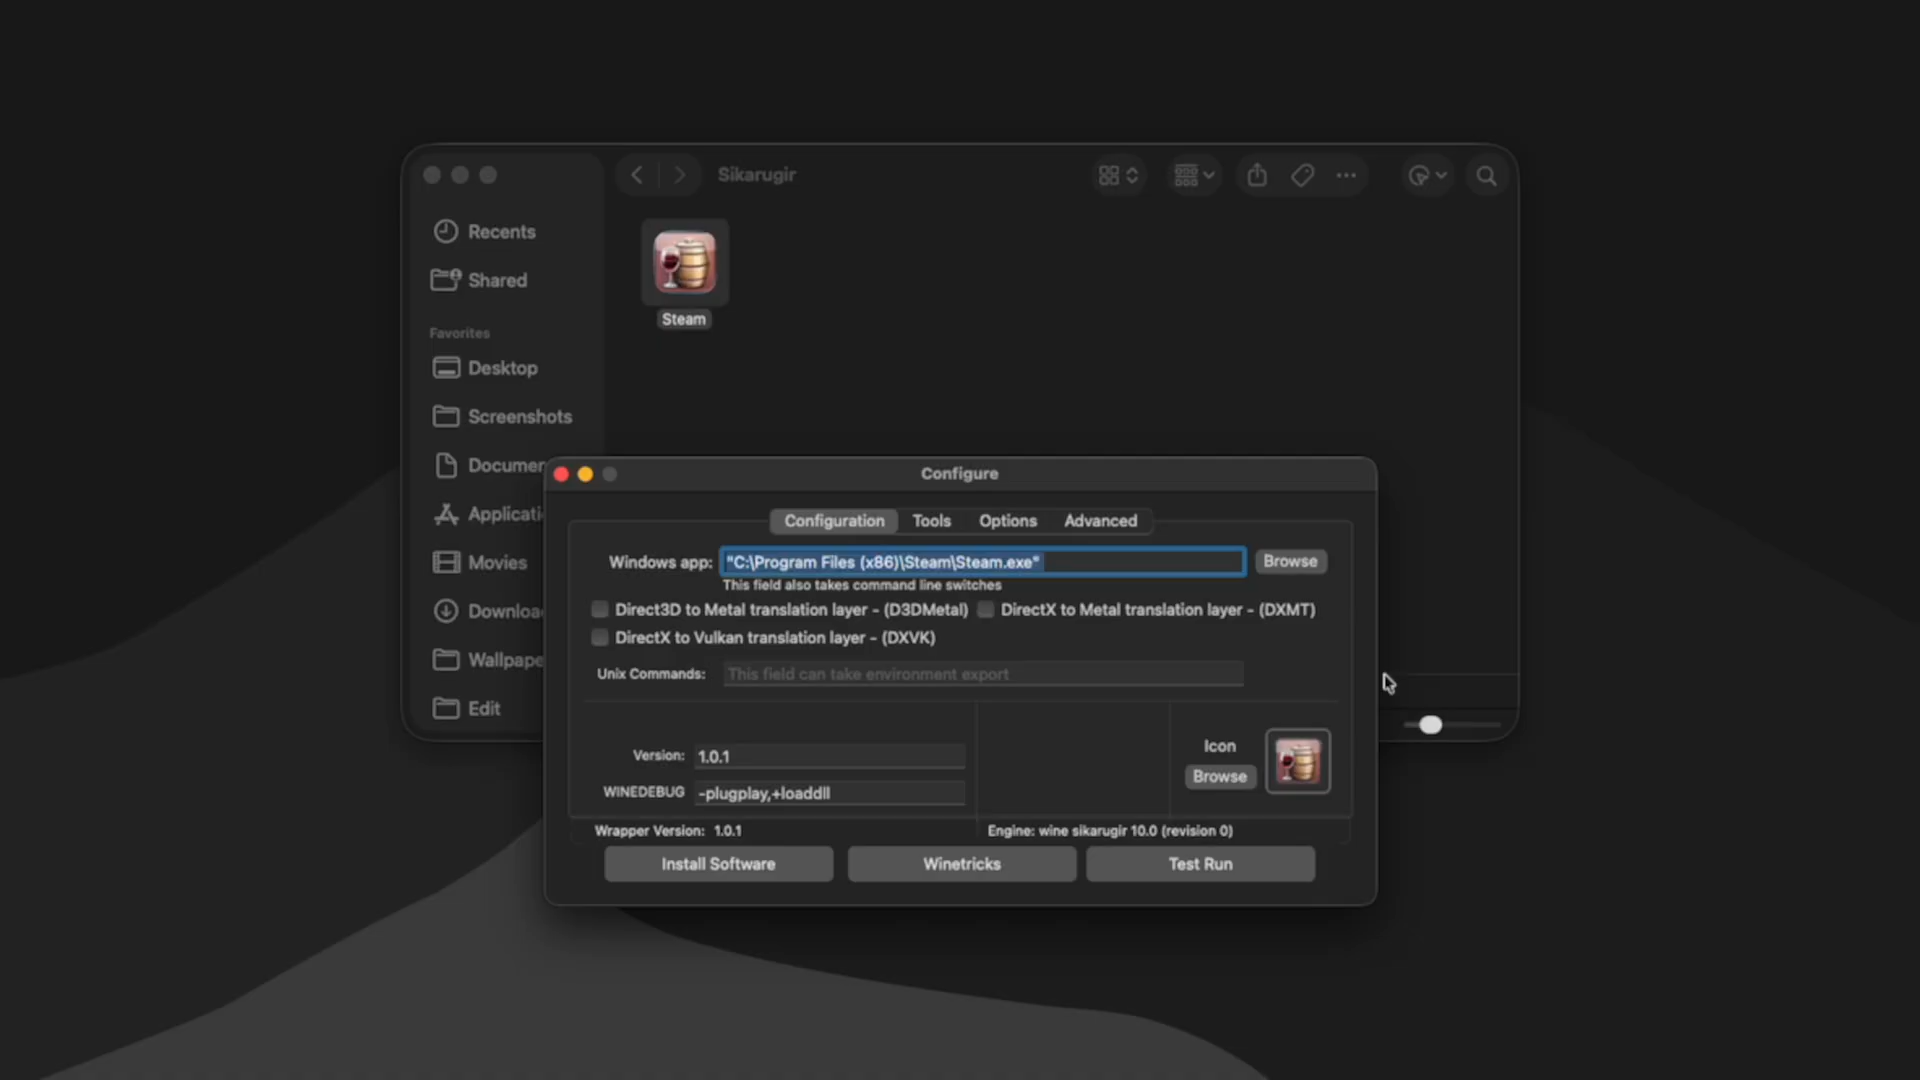 Sikarugir
Recents
Shared
Favorites
Desktop
Screenshots
Applicati
Movies
Edit
Steam
Configure
Configuration Tools Options Advanced
Windows app: "C:\Program Files (x86)\Steam\Steam.exe" Browse
This field also takes command line switches
Direct3D to Metal translation layer - (D3DMetal) DirectX to Metal translation layer - (DXMT)
DirectX to Vulkan translation layer - (DXVK)
Unix Commands: This field can take environment export
Version: 1.0.1
WINEDEBUG -plugplay,+loaddll
Icon
Browse
Wrapper Version: 1.0.1 Engine: wine sikarugir 10.0 (revision 0)
Install Software Winetricks Test Run